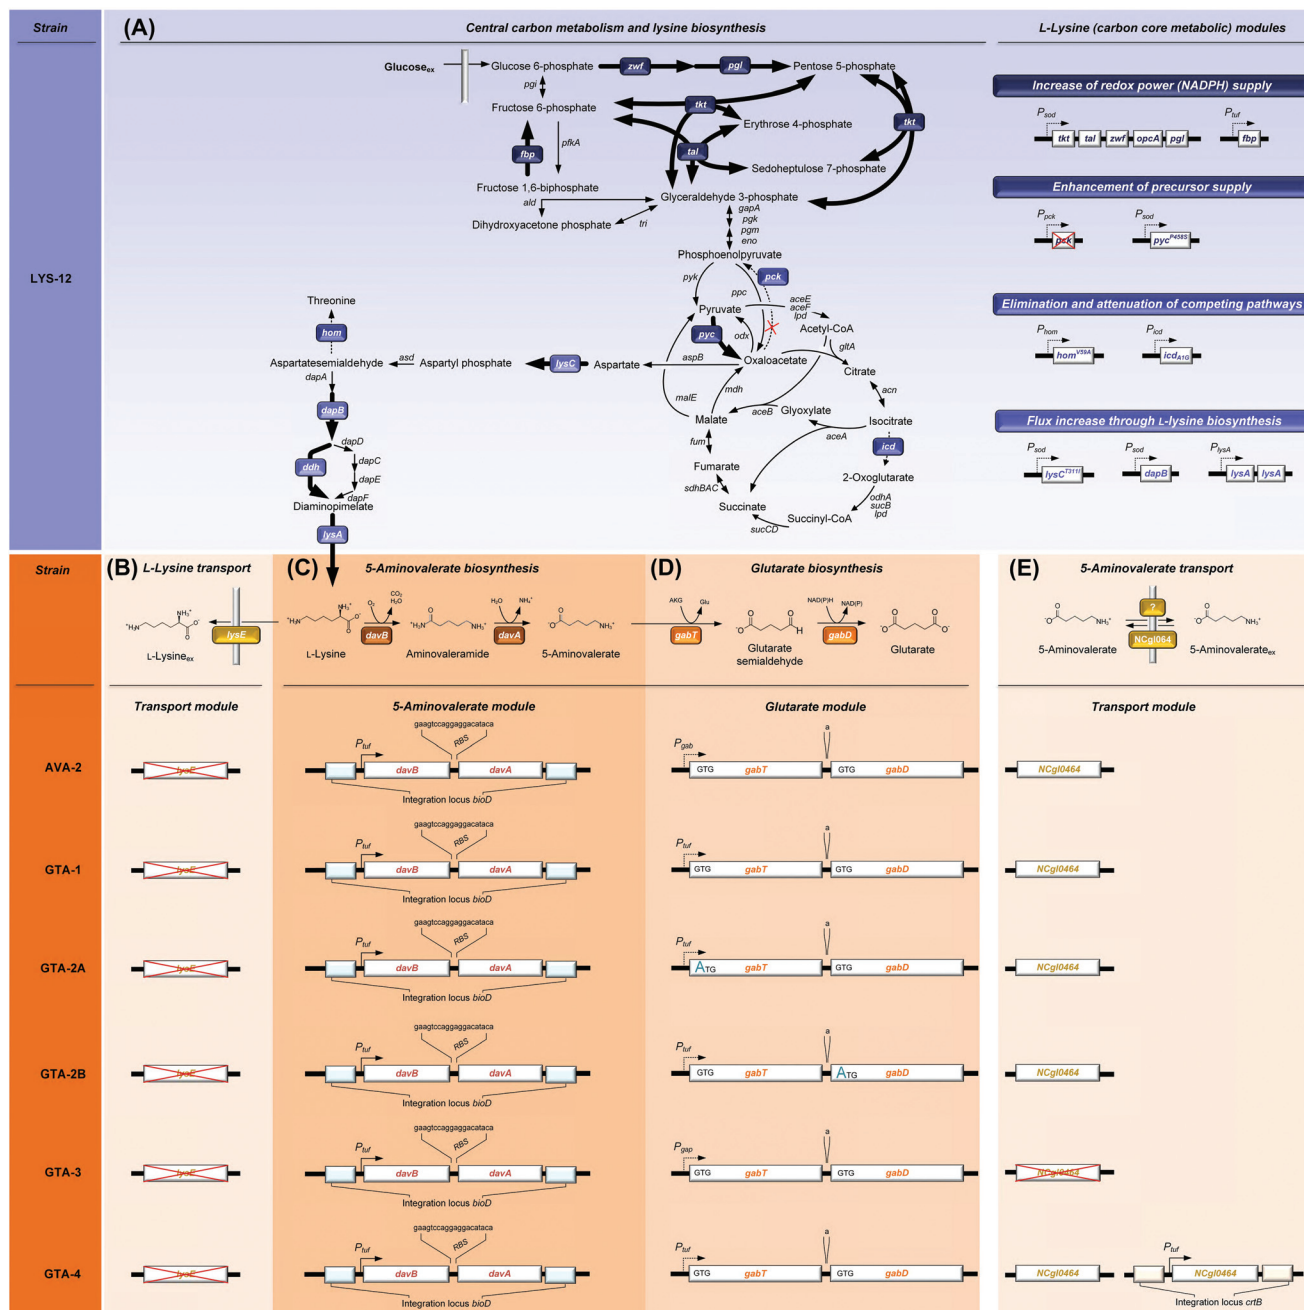 Strain
(A)
Central carbon metabolism and lysine biosynthesis
L-Lysine (carbon core metabolic) modules
LYS-12
Glucose_ex
Glucose 6-phosphate
zwf
pgl
Pentose 5-phosphate
pgi
Fructose 6-phosphate
tkt
Erythrose 4-phosphate
tkt
fbp
pfkA
tal
Sedoheptulose 7-phosphate
Fructose 1,6-biphosphate
Glyceraldehyde 3-phosphate
ald
Dihydroxyacetone phosphate
tri
gapA
pgk
pgm
eno
Phosphoenolpyruvate
pyk
ppc
pck
Pyruvate
aceE
aceF
lpd
Acetyl-CoA
pyc
odx
gltA
Threonine
hom
Aspartatesemialdehyde
asd
Aspartyl phosphate
lysC
Aspartate
aspB
Oxaloacetate
Citrate
dapA
malE
mdh
acn
dapB
aceB
Glyoxylate
Malate
Isocitrate
aceA
dapD
fum
icd
ddh
dapC
Fumarate
2-Oxoglutarate
dapE
sdhBAC
odhA
sucB
lpd
dapF
Diaminopimelate
Succinate
Succinyl-CoA
sucCD
lysA
Increase of redox power (NADPH) supply
Psod
Ptuf
tkt tal zwf opcA pgl
fbp
Enhancement of precursor supply
Ppck
Psod
pck
pycP458S
Elimination and attenuation of competing pathways
Phom
Picd
homV59A
icdA1G
Flux increase through L-lysine biosynthesis
Psod
Psod
PlysA
lysCT311I
dapB
lysA lysA
Strain
(B)
L-Lysine transport
(C)
5-Aminovalerate biosynthesis
(D)
Glutarate biosynthesis
(E)
5-Aminovalerate transport
lysE
L-Lysine_ex
L-Lysine
O₂
CO₂
H₂O
davB
Aminovaleramide
H₂O
NH₄⁺
davA
5-Aminovalerate
AKG
Glu
gabT
Glutarate
semialdehyde
NAD(P)H
NAD(P)
gabD
Glutarate
5-Aminovalerate
?
NCgl064
5-Aminovalerate_ex
Transport module
5-Aminovalerate module
Glutarate module
Transport module
AVA-2
lysE
gaagtccaggaggacataca
RBS
Ptuf
davB
davA
Integration locus bioD
Pgab
a
GTG gabT
GTG gabD
NCgl0464
GTA-1
lysE
gaagtccaggaggacataca
RBS
Ptuf
davB
davA
Integration locus bioD
Ptuf
a
GTG gabT
GTG gabD
NCgl0464
GTA-2A
lysE
gaagtccaggaggacataca
RBS
Ptuf
davB
davA
Integration locus bioD
Ptuf
a
ATG gabT
GTG gabD
NCgl0464
GTA-2B
lysE
gaagtccaggaggacataca
RBS
Ptuf
davB
davA
Integration locus bioD
Ptuf
a
GTG gabT
ATG gabD
NCgl0464
GTA-3
lysE
gaagtccaggaggacataca
RBS
Ptuf
davB
davA
Integration locus bioD
Pgap
a
GTG gabT
GTG gabD
NCgl0464
GTA-4
lysE
gaagtccaggaggacataca
RBS
Ptuf
davB
davA
Integration locus bioD
Ptuf
a
GTG gabT
GTG gabD
NCgl0464
Ptuf
NCgl0464
Integration locus crtB